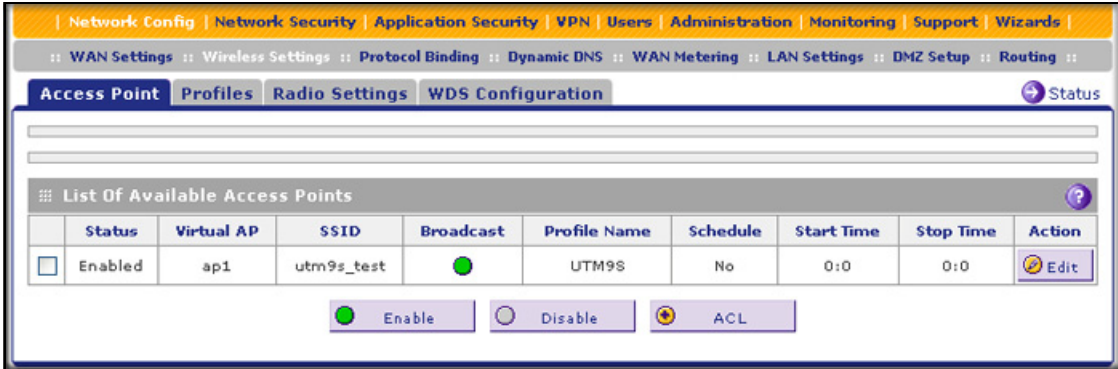 | Network Config | Network Security | Application Security | VPN | Users | Administration | Monitoring | Support | Wizards |
:: WAN Settings :: Wireless Settings :: Protocol Binding :: Dynamic DNS :: WAN Metering :: LAN Settings :: DMZ Setup :: Routing ::
Access Point Profiles Radio Settings WDS Configuration Status
List Of Available Access Points ?
Status Virtual AP SSID Broadcast Profile Name Schedule Start Time Stop Time Action
Enabled ap1 utm9s_test UTM9S No 0:0 0:0 Edit
Enable Disable ACL